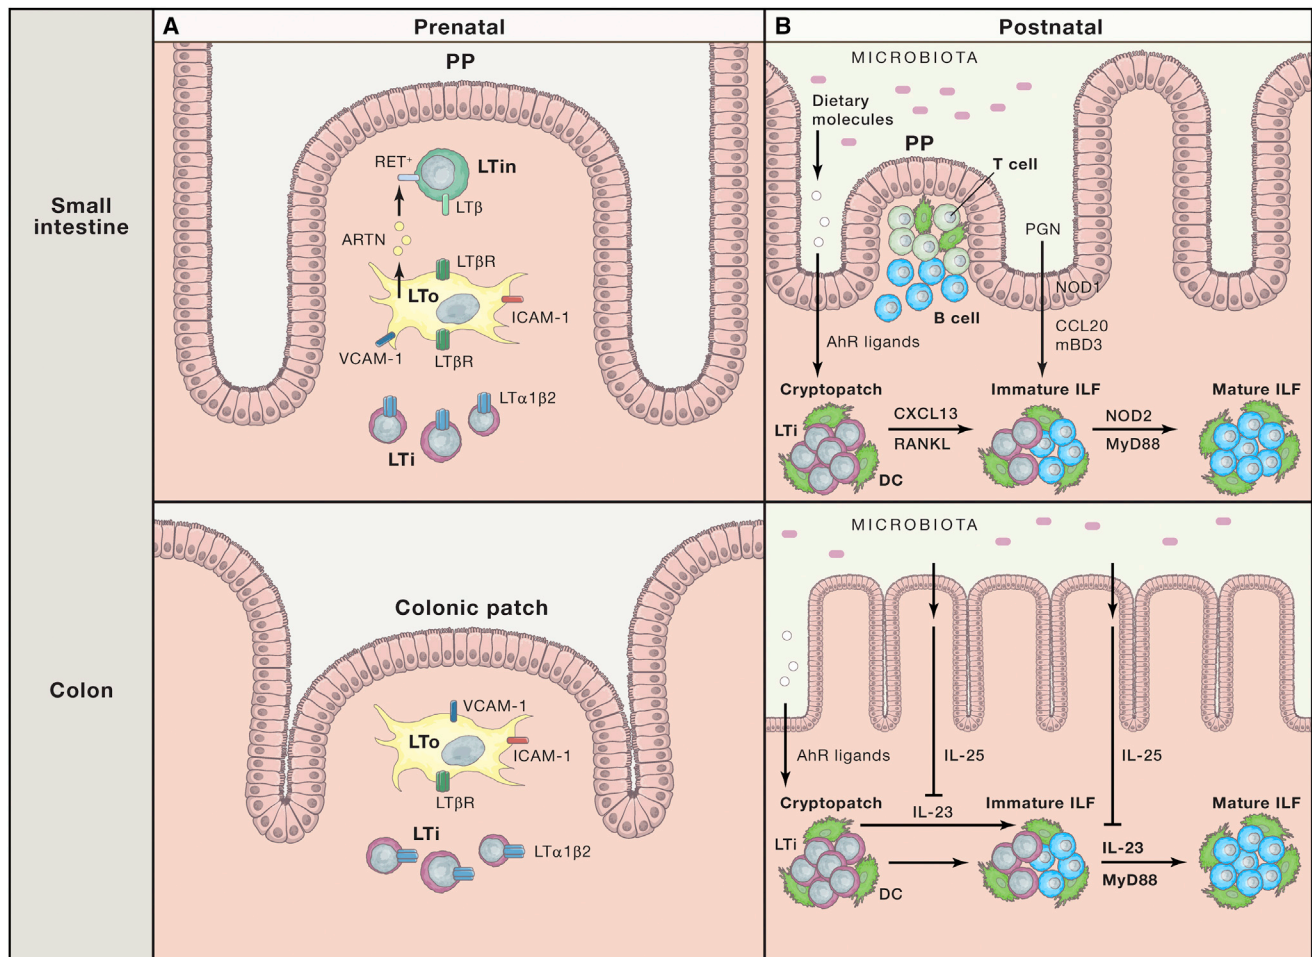 A
Prenatal
B
Postnatal
Small
intestine
PP
RET⁺
LTin
LTβ
ARTN
LTβR
LTo
ICAM-1
VCAM-1
LTβR
LTα1β2
LTi
MICROBIOTA
Dietary
molecules
PP
T cell
PGN
NOD1
B cell
CCL20
mBD3
AhR ligands
Cryptopatch
Immature ILF
Mature ILF
LTi
CXCL13
RANKL
NOD2
MyD88
DC
Colon
Colonic patch
VCAM-1
LTo
ICAM-1
LTβR
LTi
LTα1β2
MICROBIOTA
AhR ligands
IL-25
IL-25
Cryptopatch
IL-23
Immature ILF
Mature ILF
LTi
IL-23
MyD88
DC